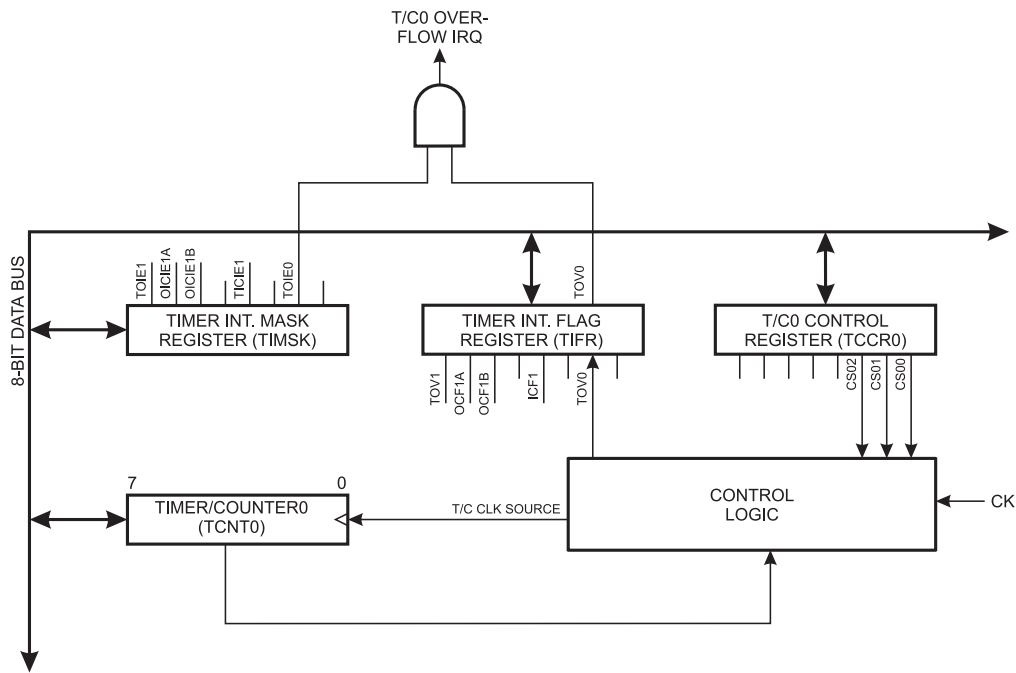 T/C0 OVER-
FLOW IRQ
8-BIT DATA BUS
TOIE1
OICIE1A
OICIE1B
TICIE1
TOIE0
TOV0
TIMER INT. MASK
REGISTER (TIMSK)
TIMER INT. FLAG
REGISTER (TIFR)
T/C0 CONTROL
REGISTER (TCCR0)
TOV1
OCF1A
OCF1B
ICF1
TOV0
CS02
CS01
CS00
7
0
TIMER/COUNTER0
(TCNT0)
T/C CLK SOURCE
CONTROL
LOGIC
CK